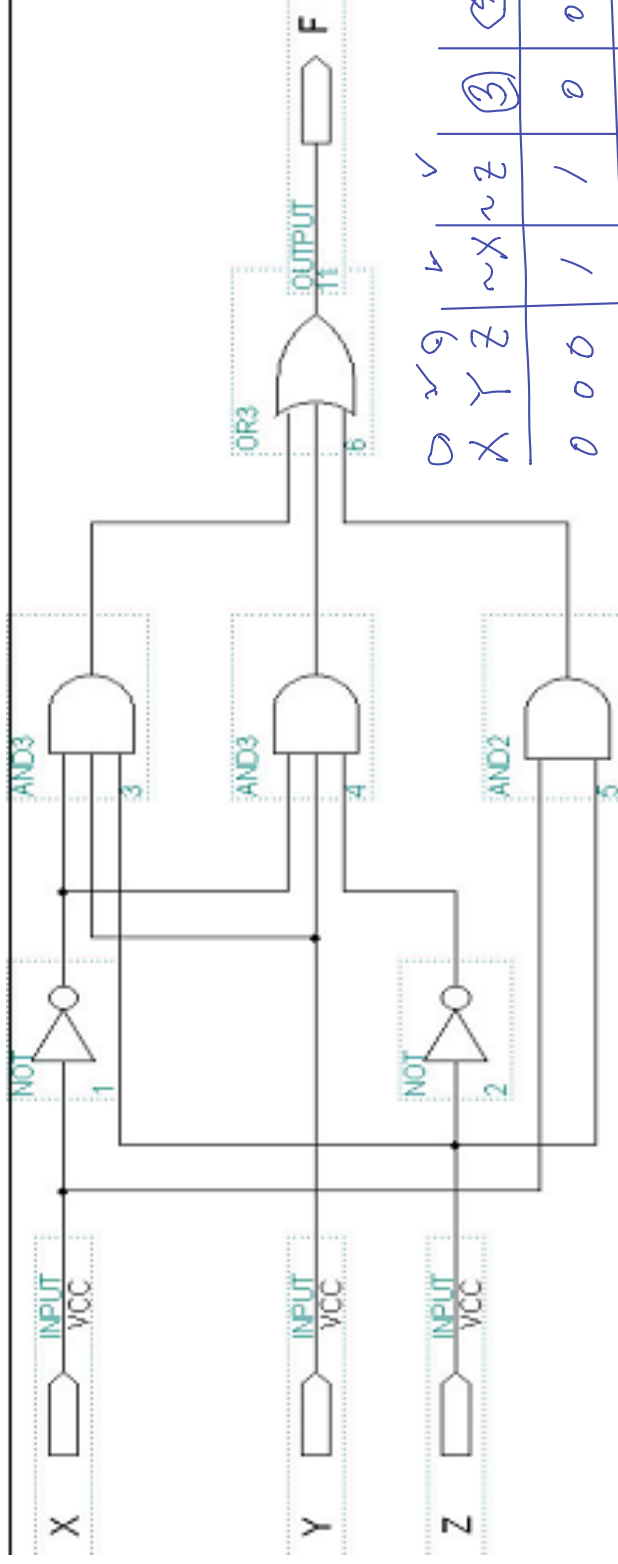 X
INPUT
VCC
Y
INPUT
VCC
Z
INPUT
VCC
NOT
1
NOT
2
AND3
3
AND3
4
AND2
5
OR3
6
OUTPUT
11
F
X Y Z ~X ~Z 3
0 0 0 1 1 0 0